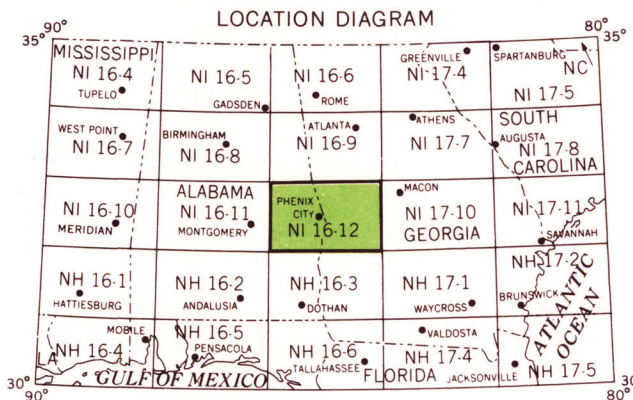 LOCATION DIAGRAM
90° 80°
35° 35°
MISSISSIPPI
NI 16-4
TUPELO
NI 16-5
GADSDEN
NI 16-6
ROME
GREENVILLE
NI 17-4
SPARTANBURG
NC
NI 17-5
WEST POINT
NI 16-7
BIRMINGHAM
NI 16-8
ATLANTA
NI 16-9
ATHENS
NI 17-7
SOUTH
AUGUSTA
NI 17-8
CAROLINA
NI 16-10
MERIDIAN
ALABAMA
NI 16-11
MONTGOMERY
PHENIX
CITY
NI 16-12
MACON
NI 17-10
GEORGIA
NI 17-11
SAVANNAH
NH 16-1
HATTIESBURG
NH 16-2
ANDALUSIA
NH 16-3
DOTHAN
NH 17-1
WAYCROSS
NH 17-2
BRUNSWICK
ATLANTIC
OCEAN
MOBILE
LA
NH 16-4
NH 16-5
PENSACOLA
GULF OF MEXICO
NH 16-6
TALLAHASSEE
FLORIDA
VALDOSTA
NH 17-4
JACKSONVILLE
NH 17-5
30° 30°
90° 80°